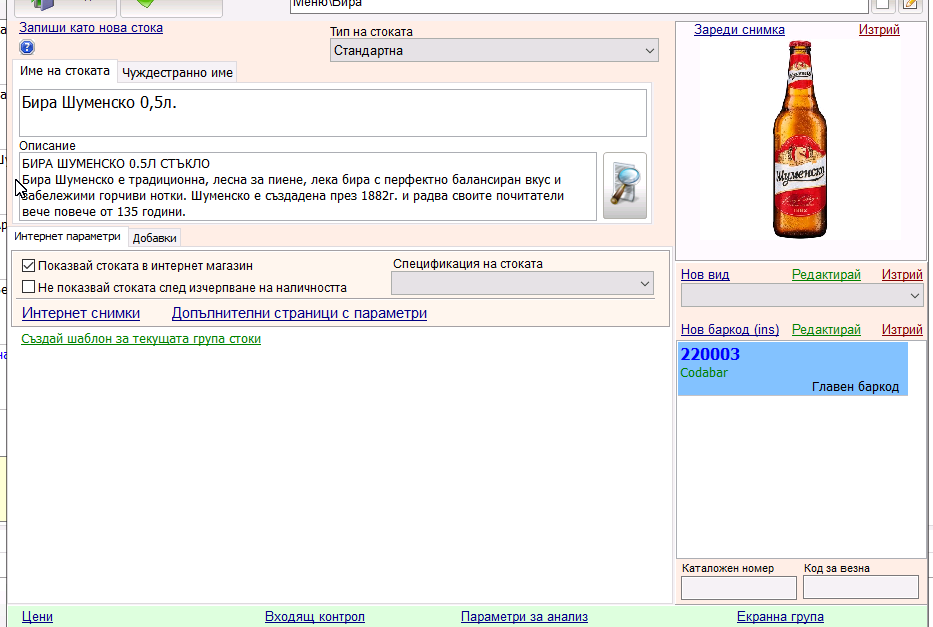 Меню\Бира
Запиши като нова стока
Тип на стоката
Стандартна
Име на стоката
Чуждестранно име
Бира Шуменско 0,5л.
Описание
БИРА ШУМЕНСКО 0.5Л СТЪКЛО
Бира Шуменско е традиционна, лесна за пиене, лека бира с перфектно балансиран вкус и
забележими горчиви нотки. Шуменско е създадена през 1882г. и радва своите почитатели
вече повече от 135 години.
Интернет параметри
Добавки
Показвай стоката в интернет магазин
Не показвай стоката след изчерпване на наличността
Спецификация на стоката
Интернет снимки
Допълнителни страници с параметри
Създай шаблон за текущата група стоки
Зареди снимка
Изтрий
Шуменско
Нов вид
Редактирай
Изтрий
Нов баркод (ins)
Редактирай
Изтрий
220003
Codabar
Главен баркод
Каталожен номер
Код за везна
Цени
Входящ контрол
Параметри за анализ
Екранна група